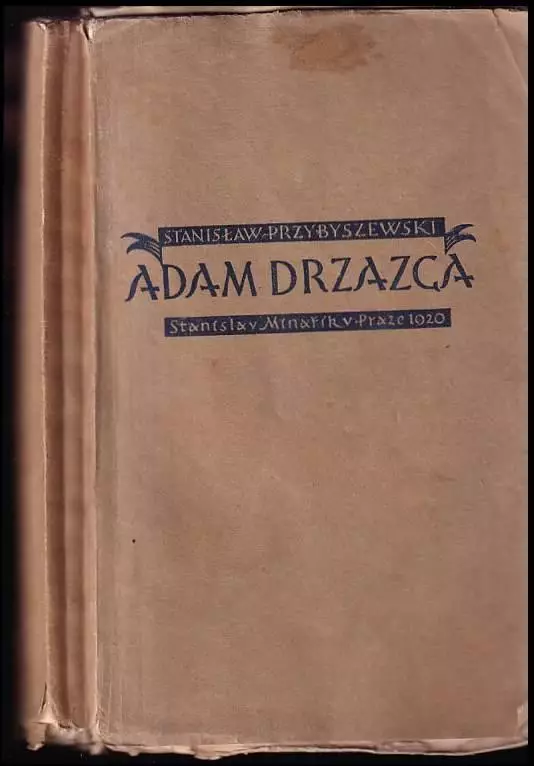 STANISŁAW PRZYBYSZEWSKI
ADAM DRZAZGA
Stanislav Minařík v Praze 1920